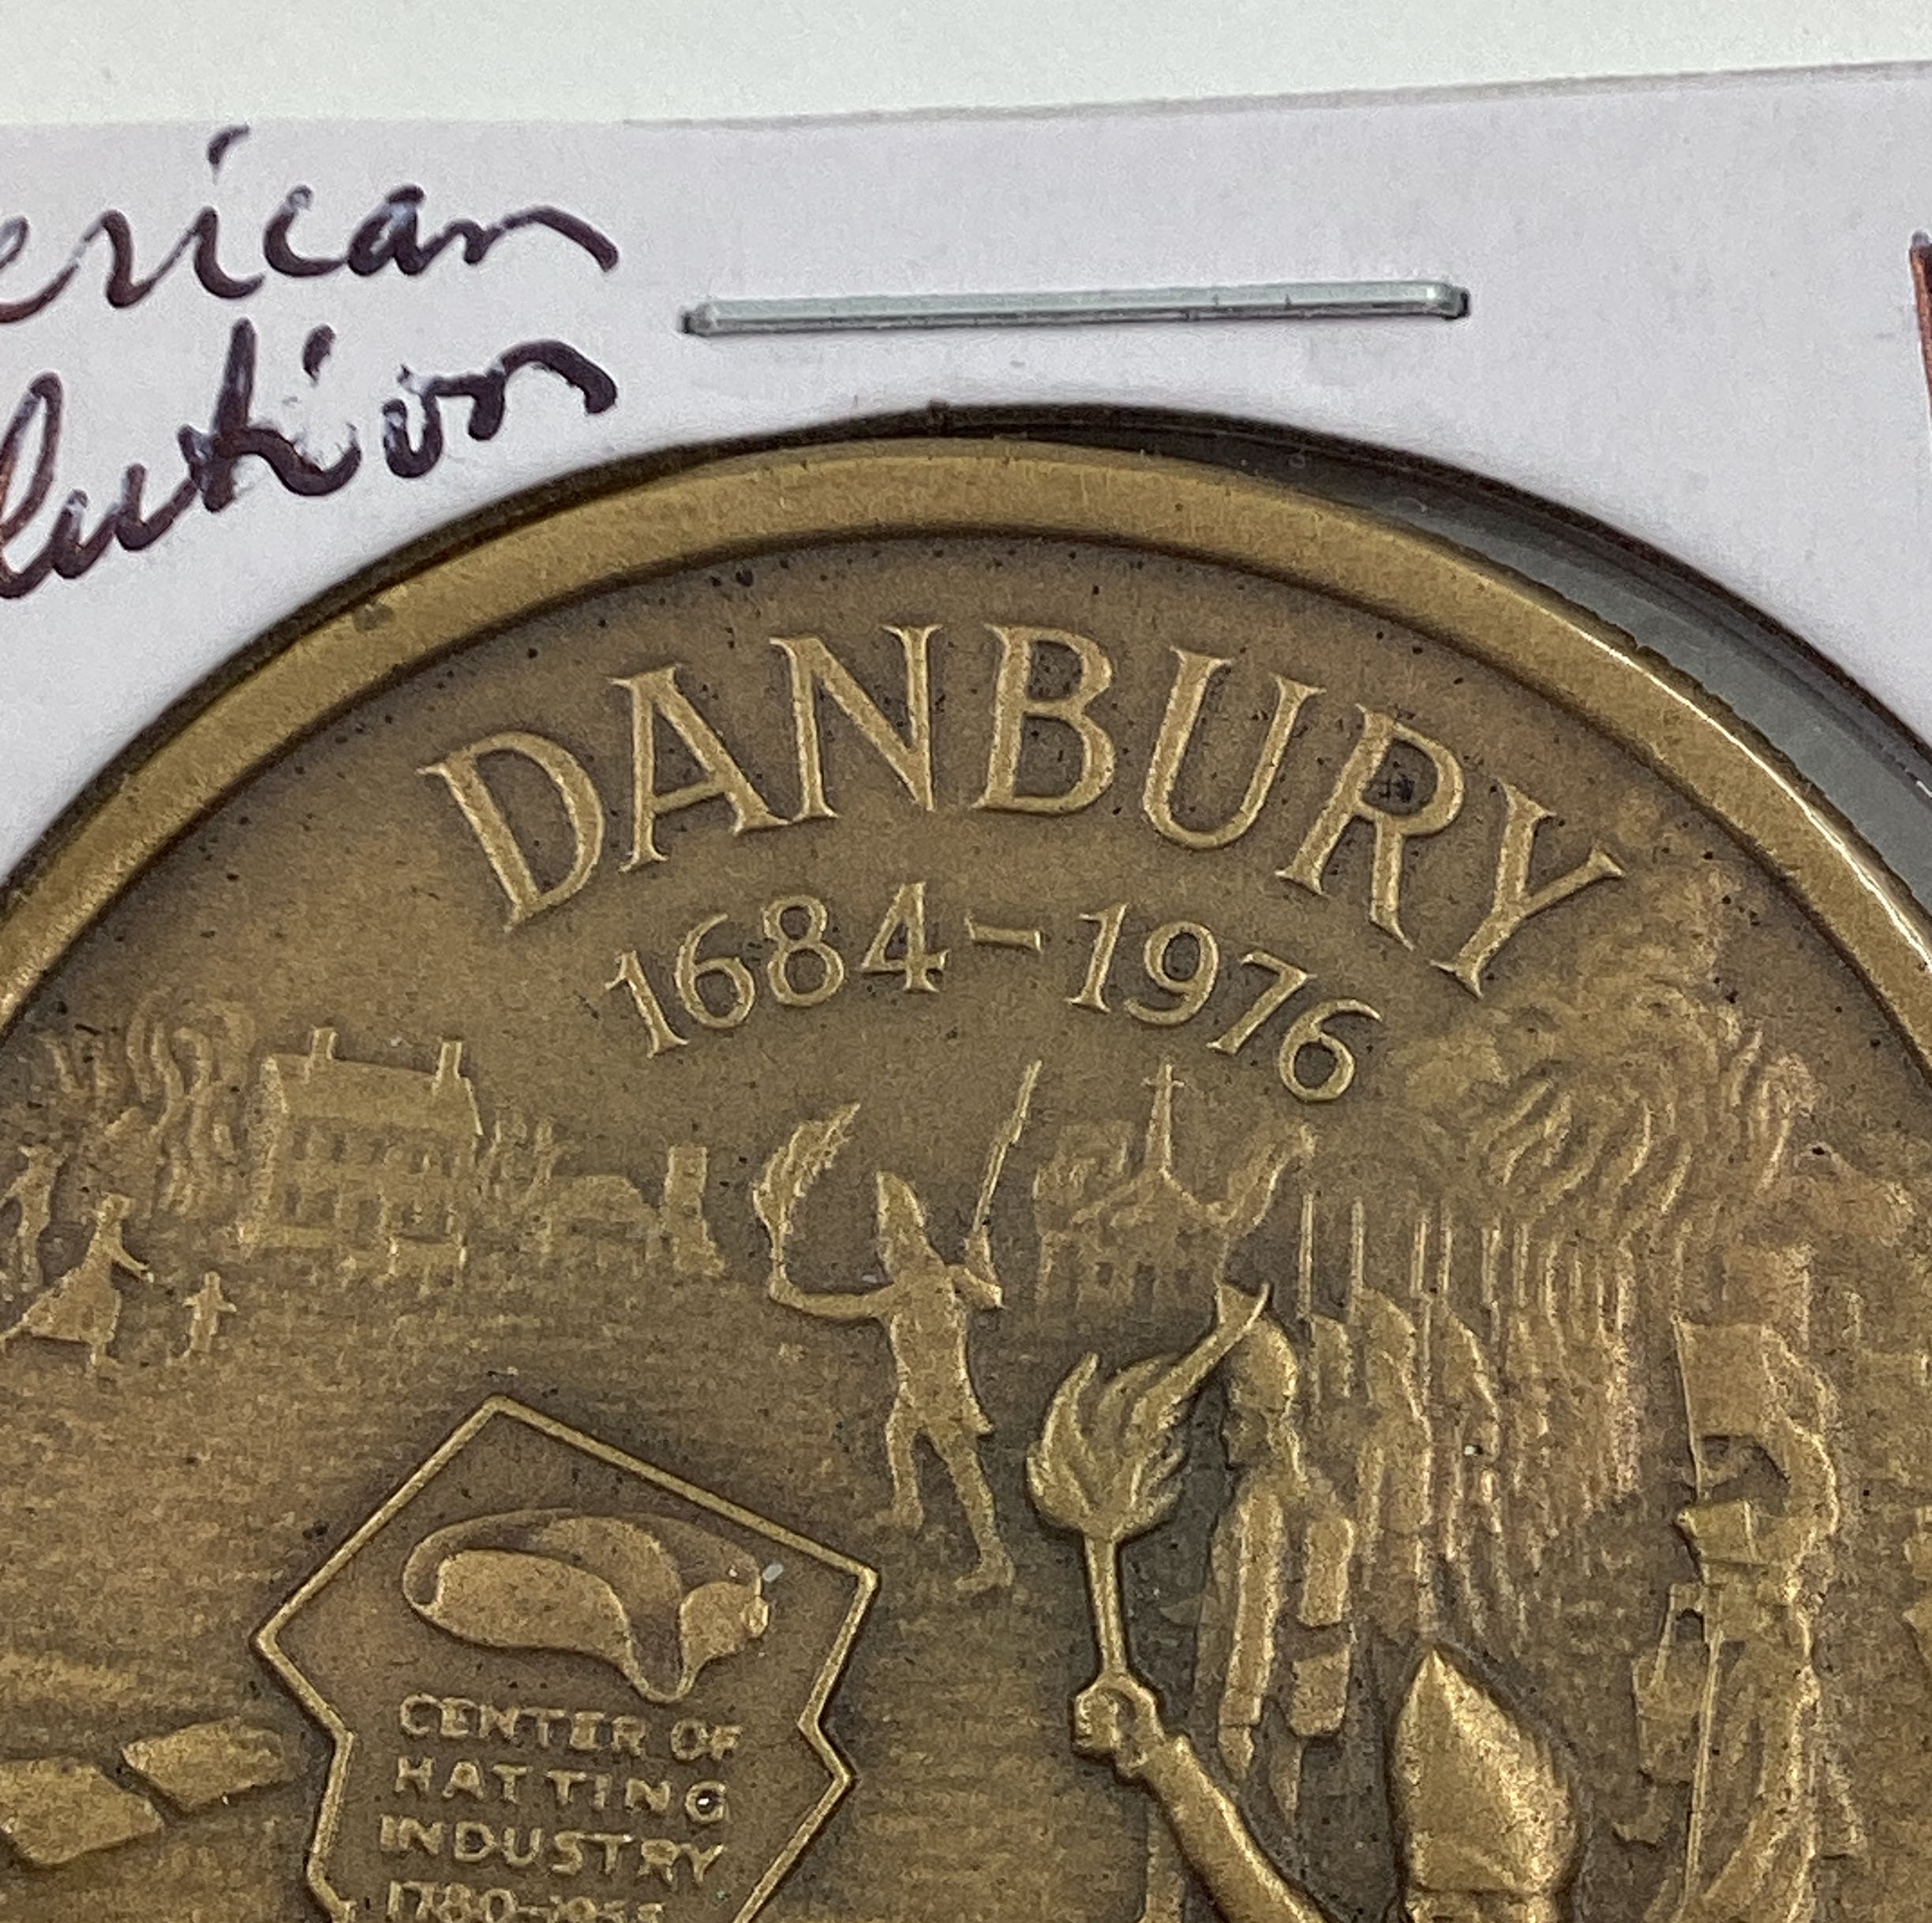 erican
lution
DANBURY
1684-1976
CENTER OF
HATTING
INDUSTRY